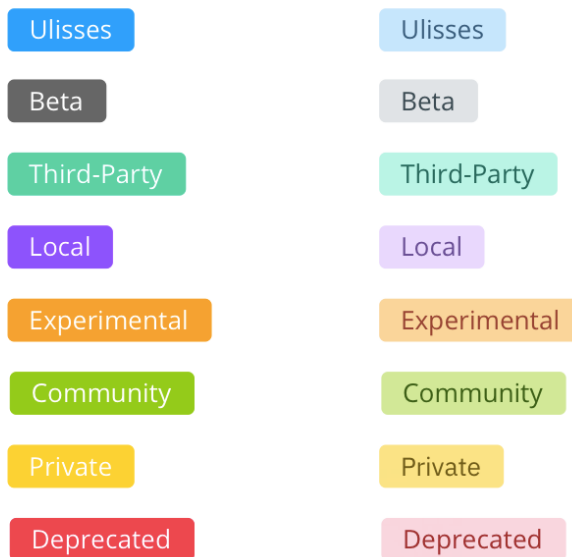 Ulisses Ulisses
Beta Beta
Third-Party Third-Party
Local Local
Experimental Experimental
Community Community
Private Private
Deprecated Deprecated